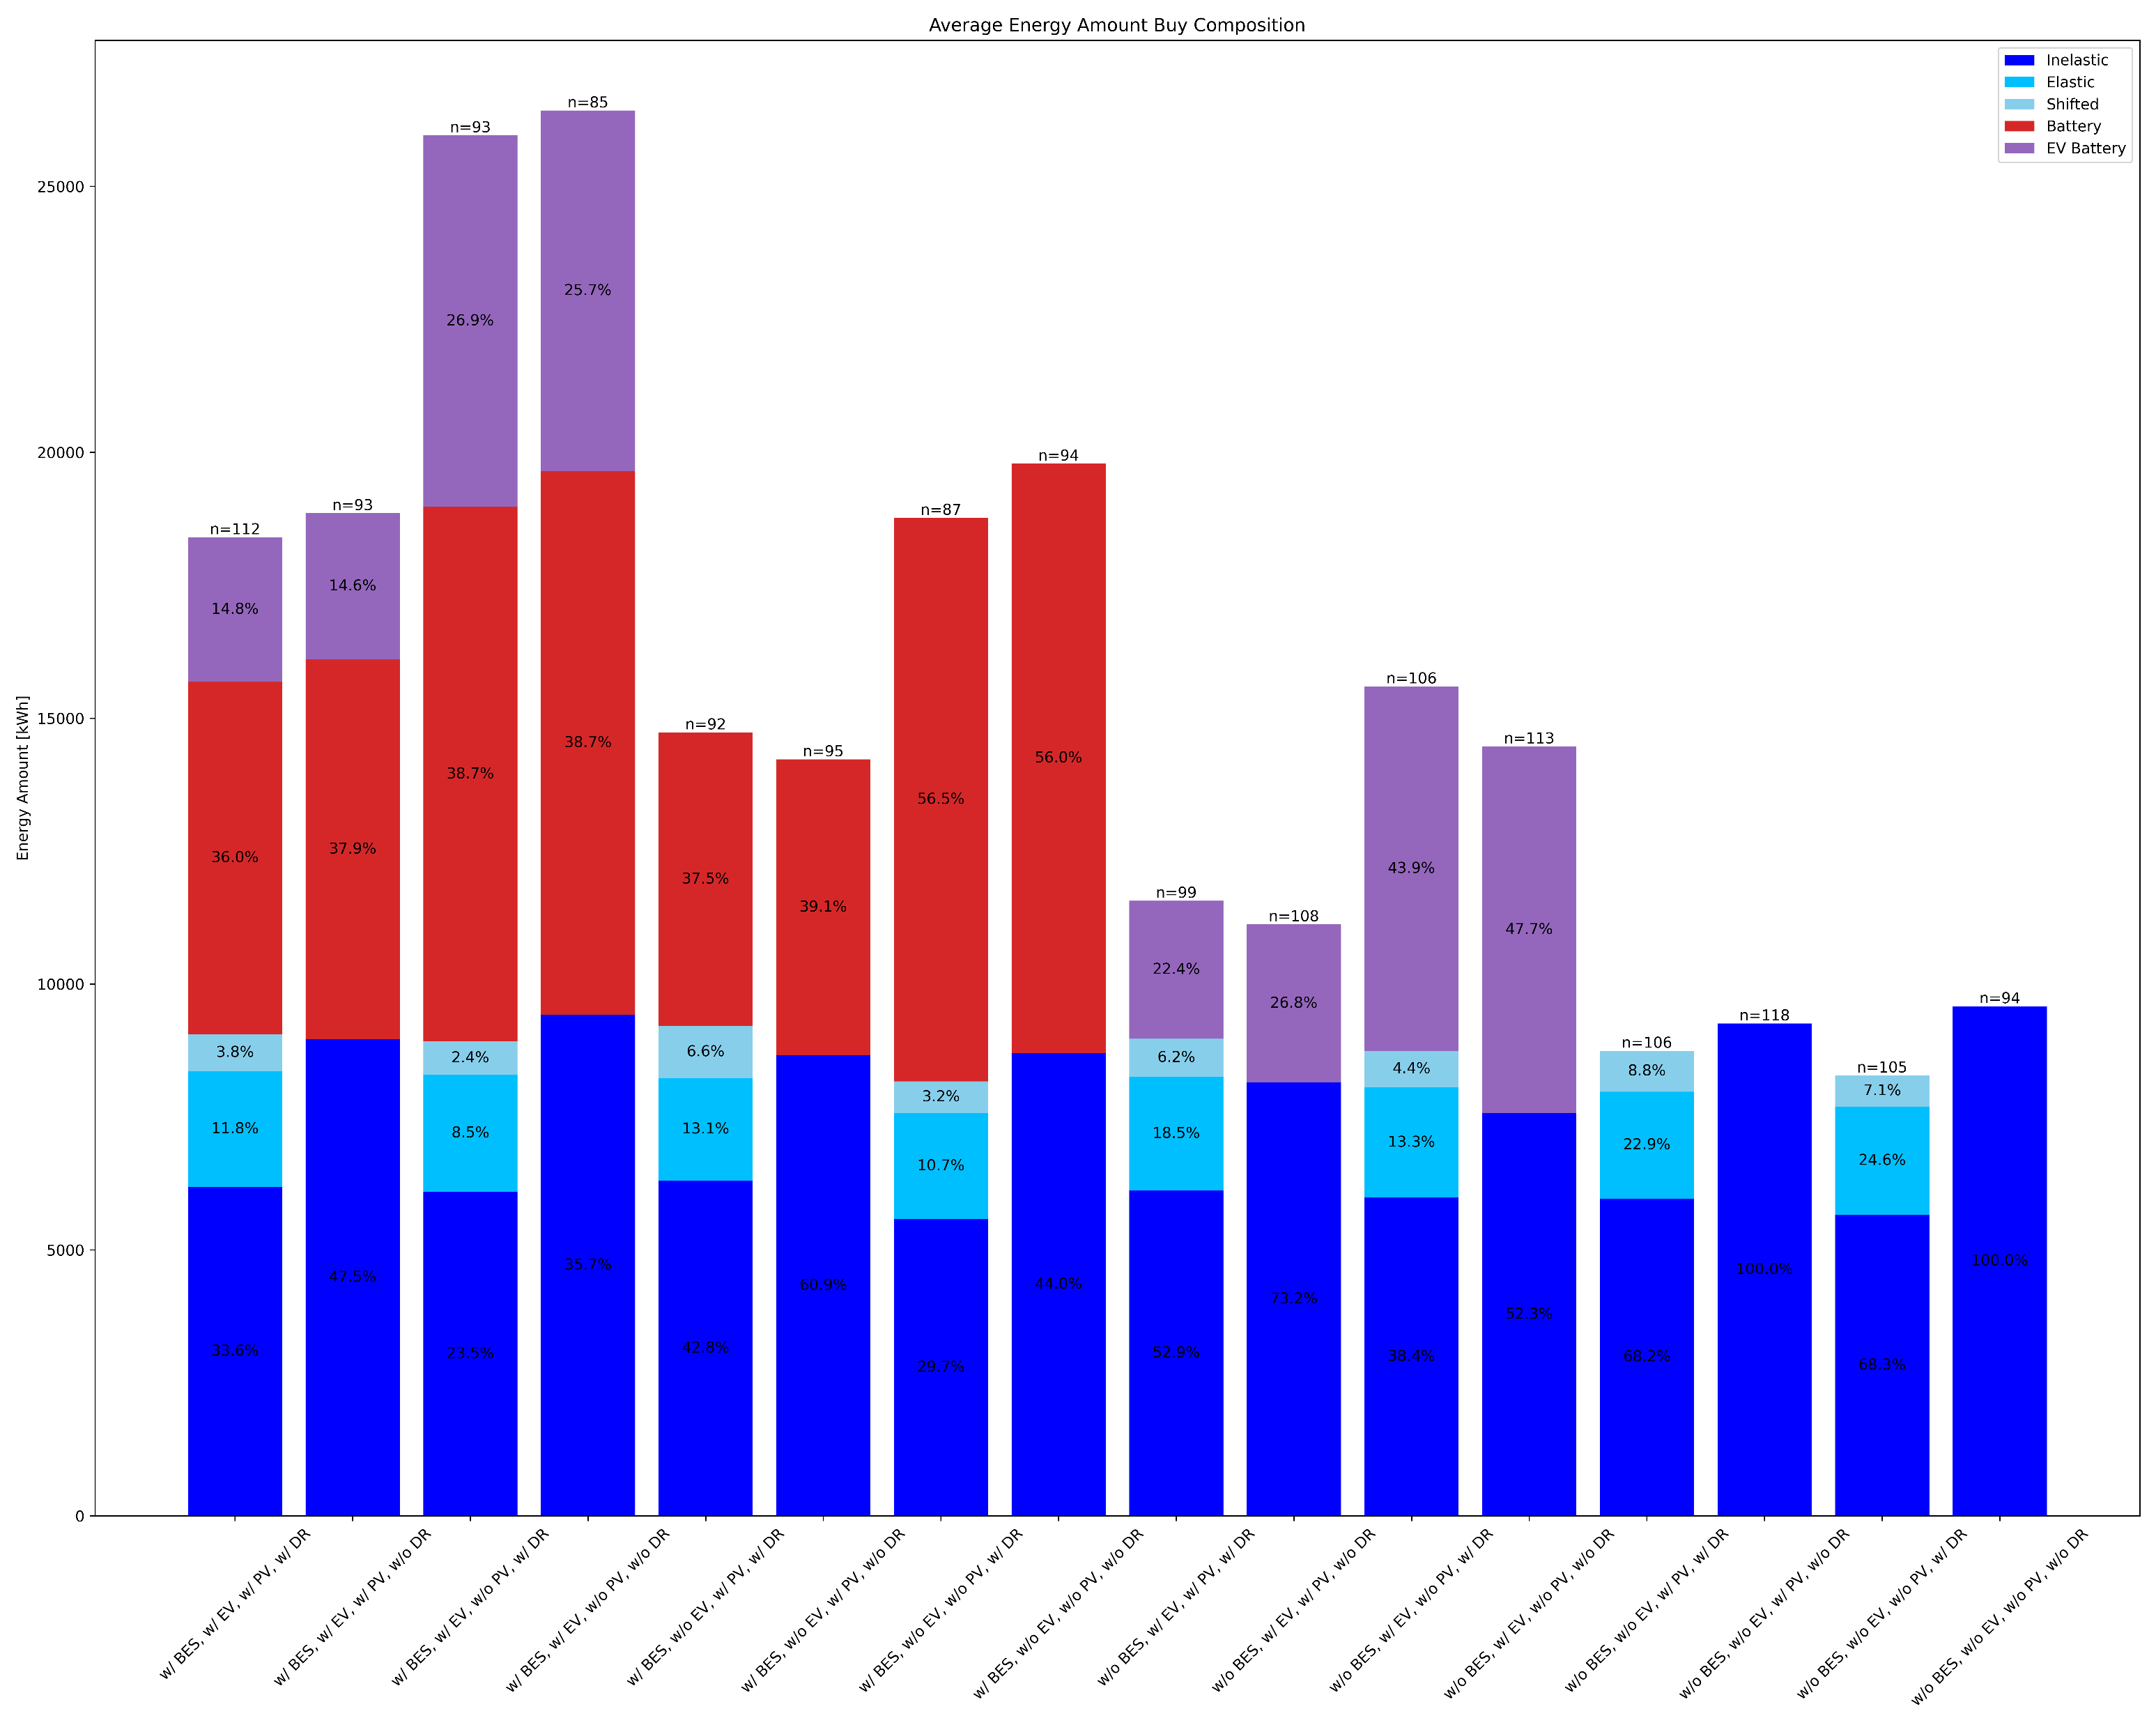 Average Energy Amount Buy Composition
Inelastic
Elastic
Shifted
Battery
EV Battery
Energy Amount [kWh]
25000
20000
15000
10000
5000
0
n=112
14.8%
36.0%
3.8%
11.8%
33.6%
n=93
14.6%
37.9%
47.5%
n=93
26.9%
38.7%
2.4%
8.5%
23.5%
n=85
25.7%
38.7%
35.7%
n=92
37.5%
6.6%
13.1%
42.8%
n=95
39.1%
60.9%
n=87
56.5%
3.2%
10.7%
29.7%
n=94
56.0%
44.0%
n=99
22.4%
6.2%
18.5%
52.9%
n=108
26.8%
73.2%
n=106
43.9%
4.4%
13.3%
38.4%
n=113
47.7%
52.3%
n=106
8.8%
22.9%
68.2%
n=118
100.0%
n=105
7.1%
24.6%
68.3%
n=94
100.0%
w/ BES, w/ EV, w/ PV, w/ DR
w/ BES, w/ EV, w/ PV, w/o DR
w/ BES, w/ EV, w/o PV, w/ DR
w/ BES, w/ EV, w/o PV, w/o DR
w/ BES, w/o EV, w/ PV, w/ DR
w/ BES, w/o EV, w/ PV, w/o DR
w/ BES, w/o EV, w/o PV, w/ DR
w/ BES, w/o EV, w/o PV, w/o DR
w/o BES, w/ EV, w/ PV, w/ DR
w/o BES, w/ EV, w/ PV, w/o DR
w/o BES, w/ EV, w/o PV, w/ DR
w/o BES, w/ EV, w/o PV, w/o DR
w/o BES, w/o EV, w/ PV, w/ DR
w/o BES, w/o EV, w/ PV, w/o DR
w/o BES, w/o EV, w/o PV, w/ DR
w/o BES, w/o EV, w/o PV, w/o DR